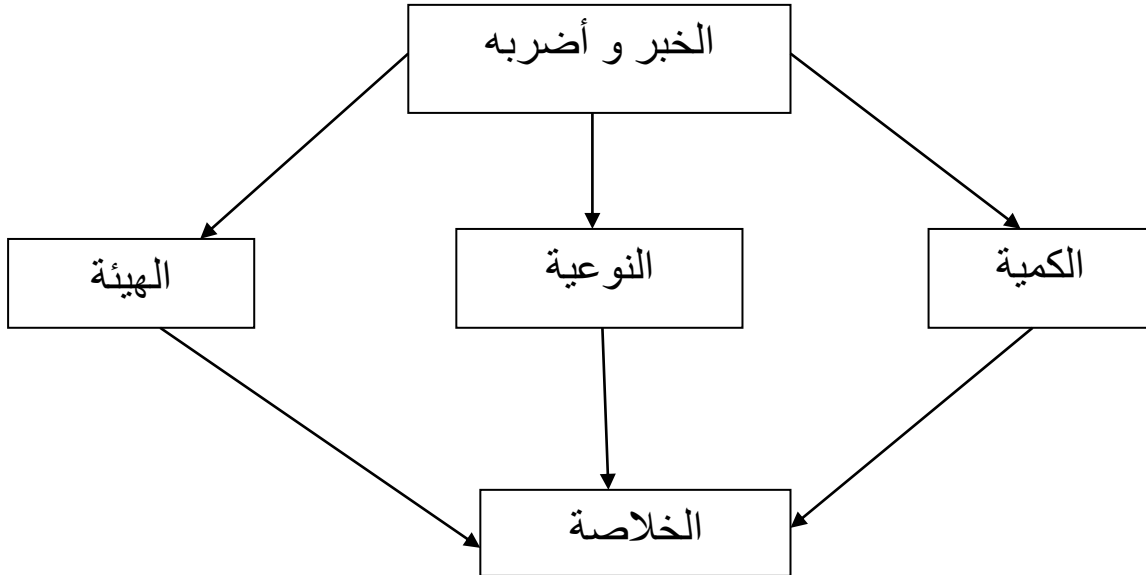 الخبر و أضربه
الكمية
النوعية
الهيئة
الخلاصة